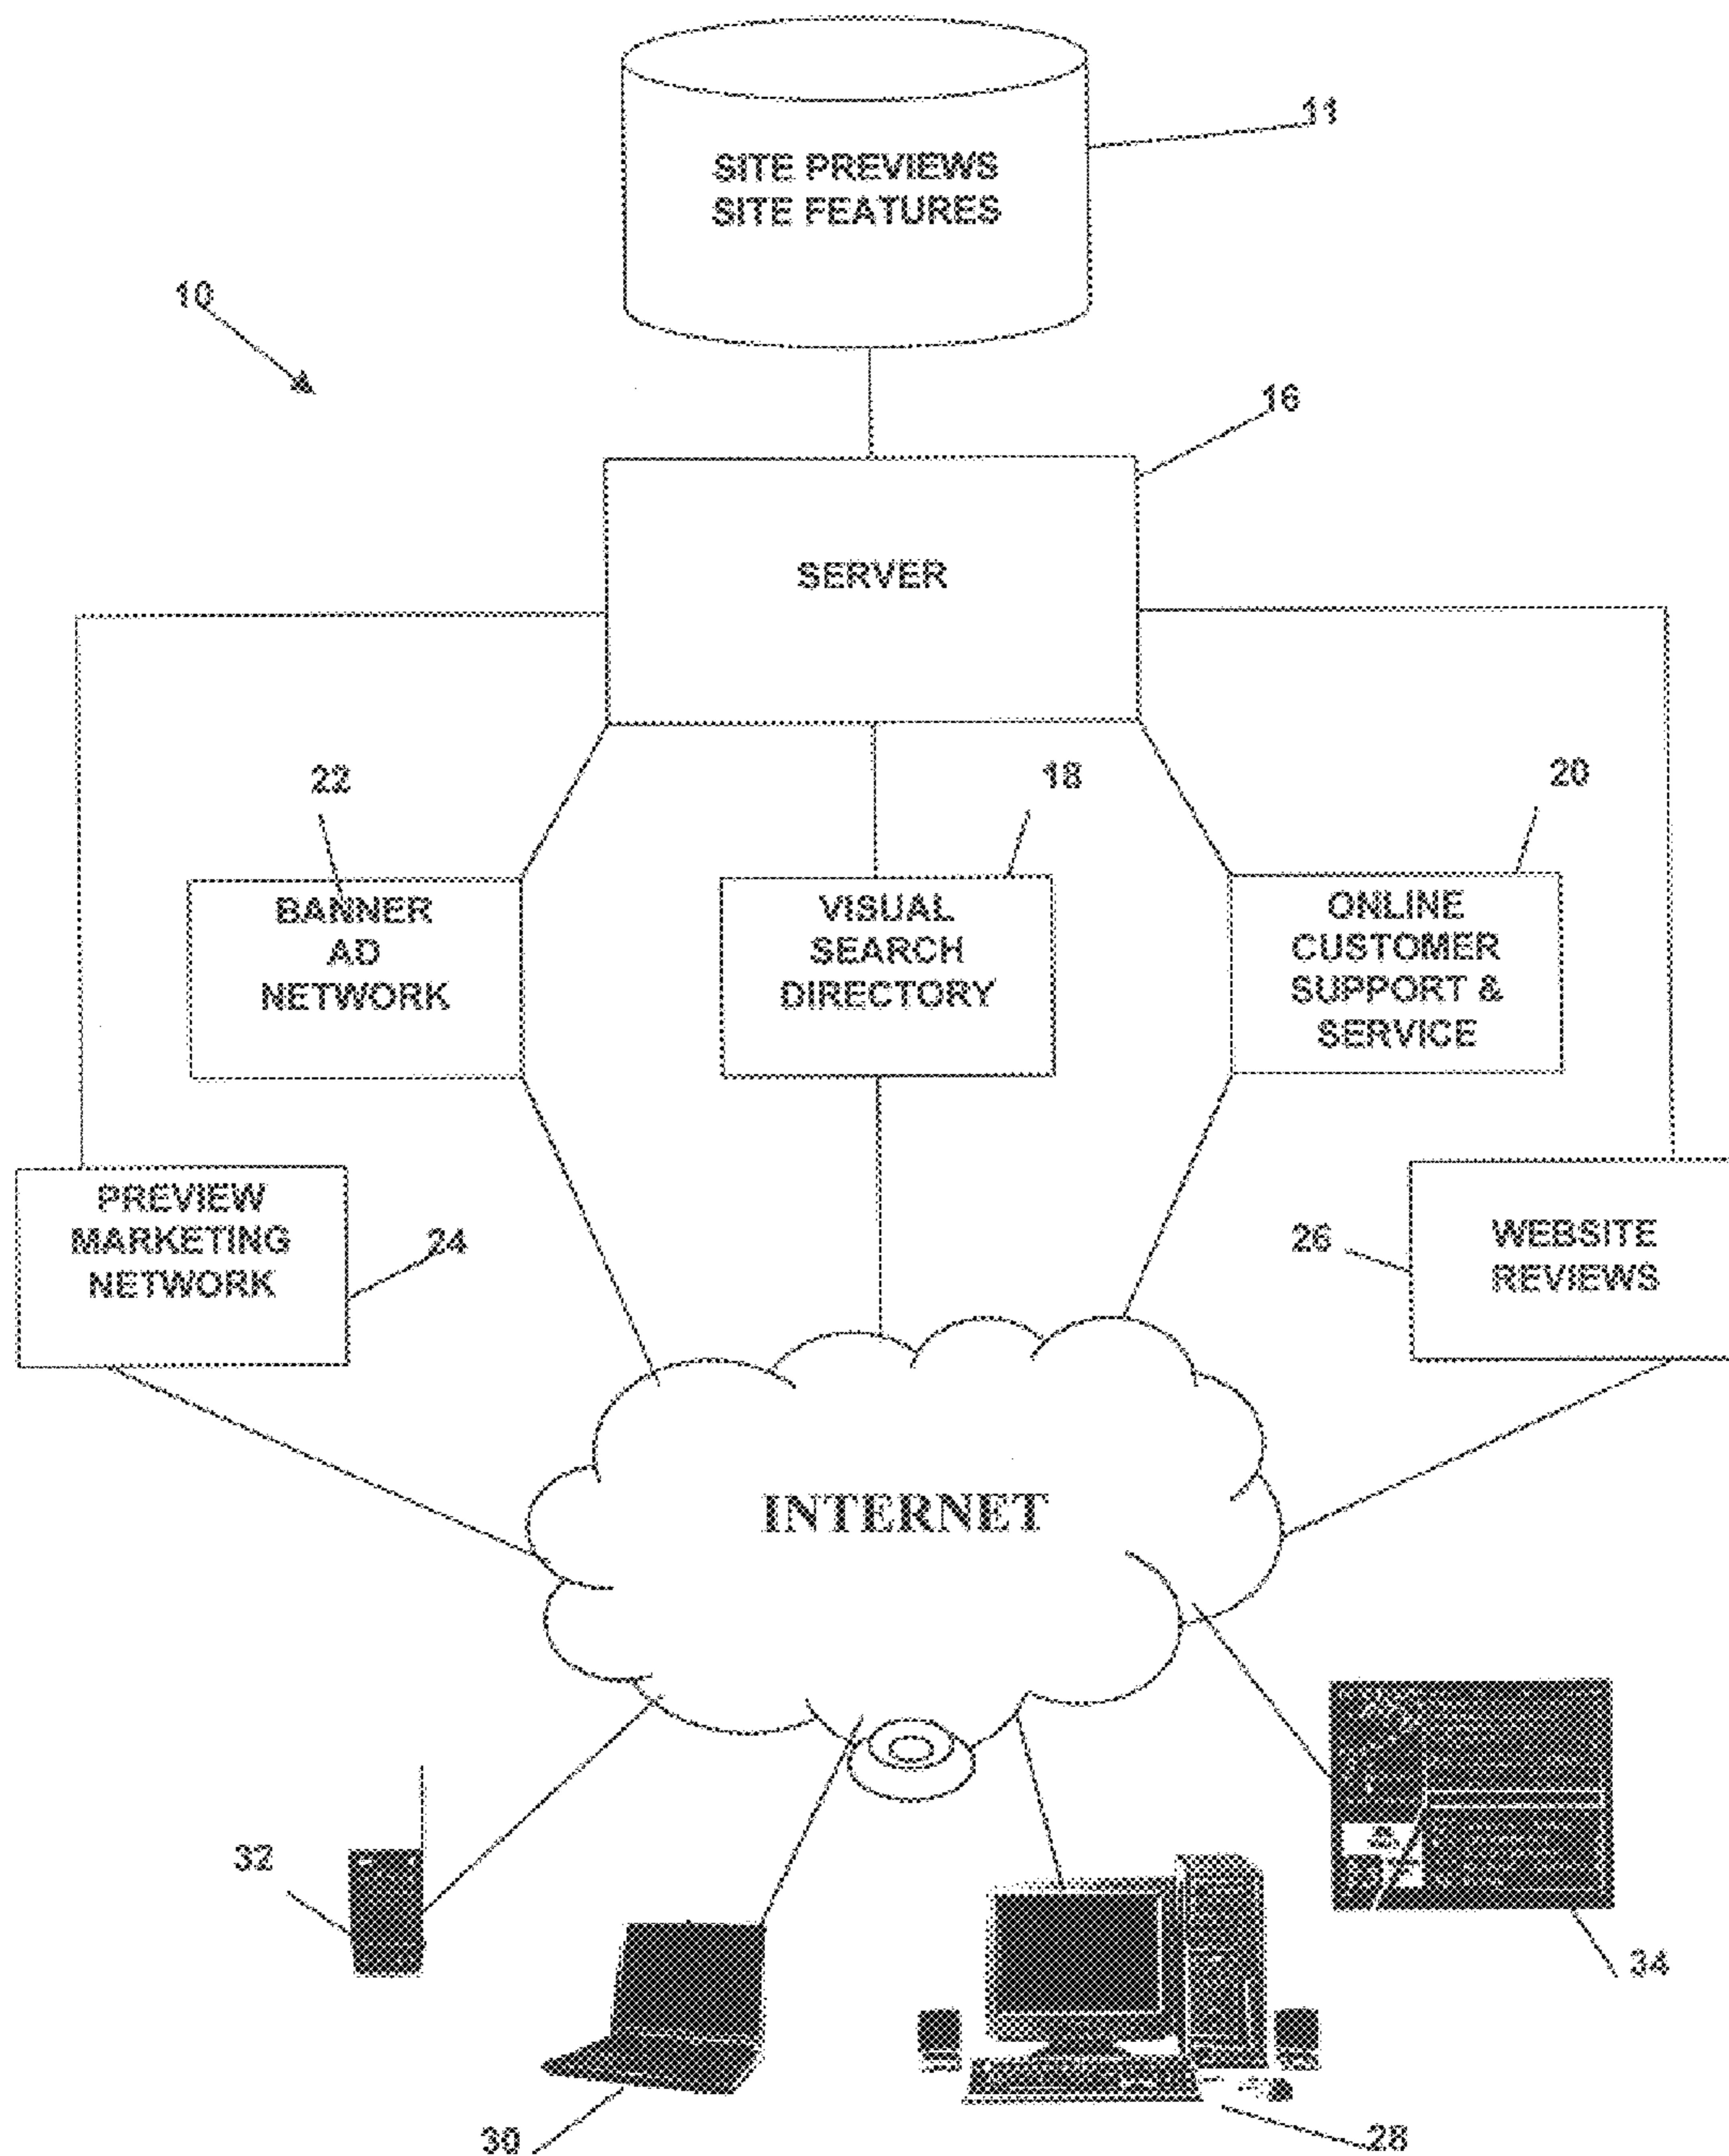 SITE PREVIEWS
SITE FEATURES
11
10
16
SERVER
22
18
20
BANNER
AD
NETWORK
VISUAL
SEARCH
DIRECTORY
ONLINE
CUSTOMER
SUPPORT &
SERVICE
PREVIEW
MARKETING
NETWORK
24
26
WEBSITE
REVIEWS
INTERNET
32
34
30
28